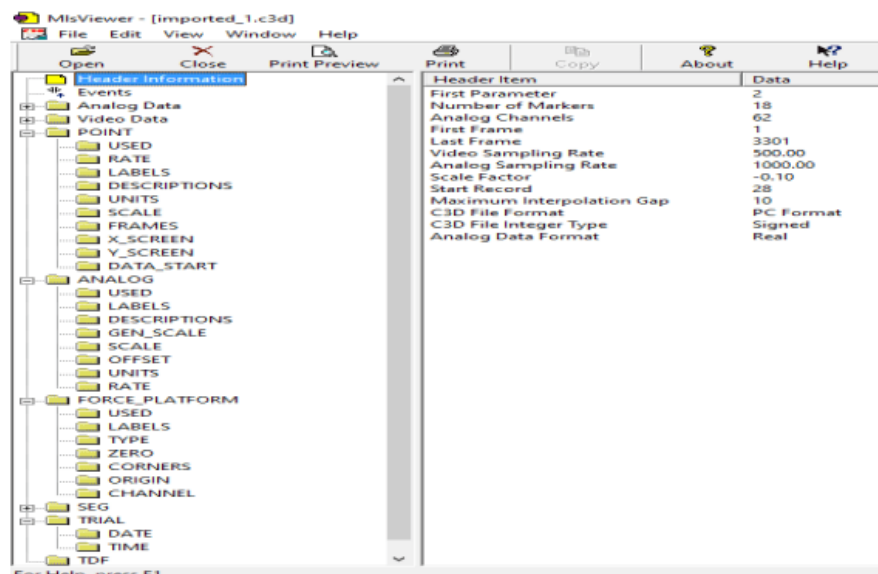 MlsViewer - [imported_1.c3d]
File Edit View Window Help
Open Close Print Preview Print Copy About Help
Header Information
Events
Analog Data
Video Data
POINT
USED
RATE
LABELS
DESCRIPTIONS
UNITS
SCALE
FRAMES
X_SCREEN
Y_SCREEN
DATA_START
ANALOG
USED
LABELS
DESCRIPTIONS
GEN_SCALE
SCALE
OFFSET
UNITS
RATE
FORCE_PLATFORM
USED
LABELS
TYPE
ZERO
CORNERS
ORIGIN
CHANNEL
SEG
TRIAL
DATE
TIME
TDF
Header Item Data
First Parameter 2
Number of Markers 18
Analog Channels 62
First Frame 1
Last Frame 3301
Video Sampling Rate 500.00
Analog Sampling Rate 1000.00
Scale Factor -0.10
Start Record 28
Maximum Interpolation Gap 10
C3D File Format PC Format
C3D File Integer Type Signed
Analog Data Format Real
For Help, press F1